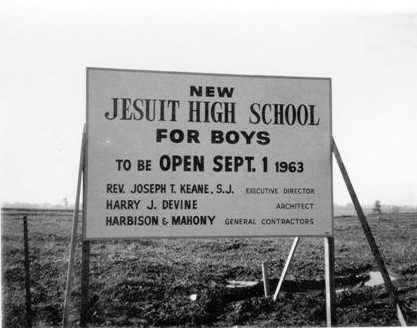 NEW
JESUIT HIGH SCHOOL
FOR BOYS
TO BE OPEN SEPT. 1 1963
REV. JOSEPH T. KEANE, S.J. EXECUTIVE DIRECTOR
HARRY J. DEVINE ARCHITECT
HARBISON & MAHONY GENERAL CONTRACTORS